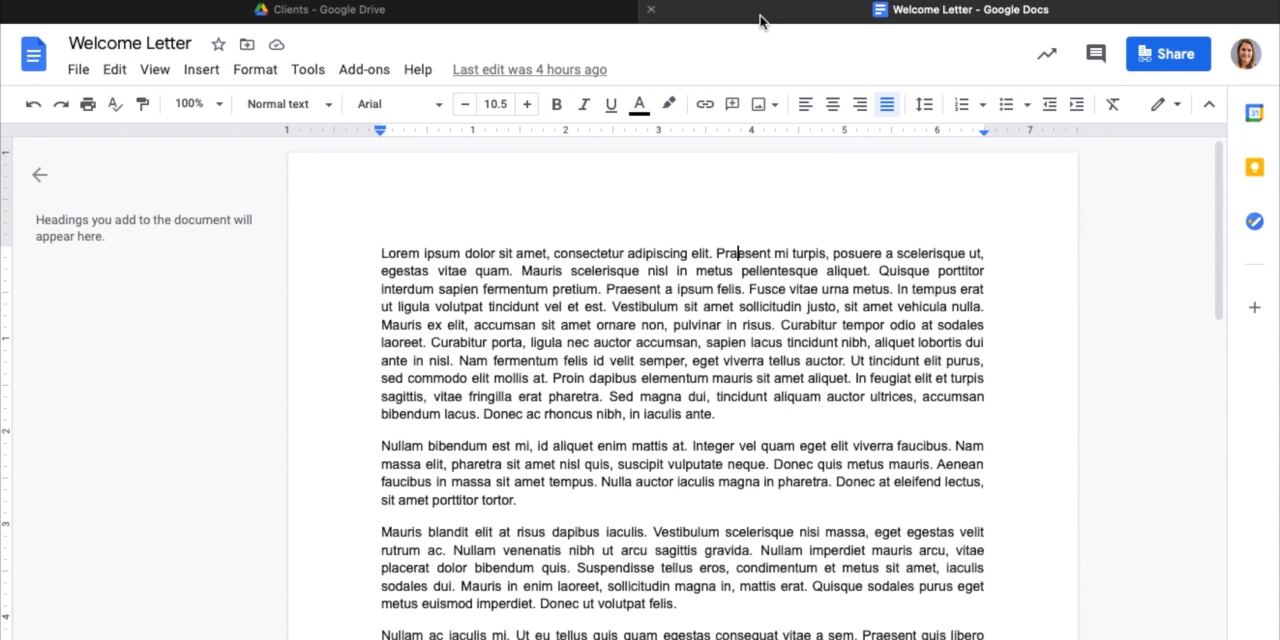 Clients - Google Drive
Welcome Letter - Google Docs
Welcome Letter
Share
File Edit View Insert Format Tools Add-ons Help Last edit was 4 hours ago
100% Normal text Arial 10.5 B I U A
1 1 2 3 4 5 6 7
31
1
Headings you add to the document will
appear here.
Lorem ipsum dolor sit amet, consectetur adipiscing elit. Praesent mi turpis, posuere a scelerisque ut,
egestas vitae quam. Mauris scelerisque nisl in metus pellentesque aliquet. Quisque porttitor
interdum sapien fermentum pretium. Praesent a ipsum felis. Fusce vitae urna metus. In tempus erat
ut ligula volutpat tincidunt vel et est. Vestibulum sit amet sollicitudin justo, sit amet vehicula nulla.
Mauris ex elit, accumsan sit amet ornare non, pulvinar in risus. Curabitur tempor odio at sodales
laoreet. Curabitur porta, ligula nec auctor accumsan, sapien lacus tincidunt nibh, aliquet lobortis dui
ante in nisl. Nam fermentum felis id velit semper, eget viverra tellus auctor. Ut tincidunt elit purus,
sed commodo elit mollis at. Proin dapibus elementum mauris sit amet aliquet. In feugiat elit et turpis
sagittis, vitae fringilla erat pharetra. Sed magna dui, tincidunt aliquam auctor ultrices, accumsan
bibendum lacus. Donec ac rhoncus nibh, in iaculis ante.
Nullam bibendum est mi, id aliquet enim mattis at. Integer vel quam eget elit viverra faucibus. Nam
massa elit, pharetra sit amet nisl quis, suscipit vulputate neque. Donec quis metus mauris. Aenean
faucibus in massa sit amet tempus. Nulla auctor iaculis magna in pharetra. Donec at eleifend lectus,
sit amet porttitor tortor.
Mauris blandit elit at risus dapibus iaculis. Vestibulum scelerisque nisi massa, eget egestas velit
rutrum ac. Nullam venenatis nibh ut arcu sagittis gravida. Nullam imperdiet mauris arcu, vitae
placerat dolor bibendum quis. Suspendisse tellus eros, condimentum et metus sit amet, iaculis
sodales dui. Mauris in enim laoreet, sollicitudin magna in, mattis erat. Quisque sodales purus eget
metus euismod imperdiet. Donec ut volutpat felis.
Nullam ac iaculis mi. Ut eu tellus quis quam egestas consequat vitae a sem. Praesent quis libero
1
2
3
4